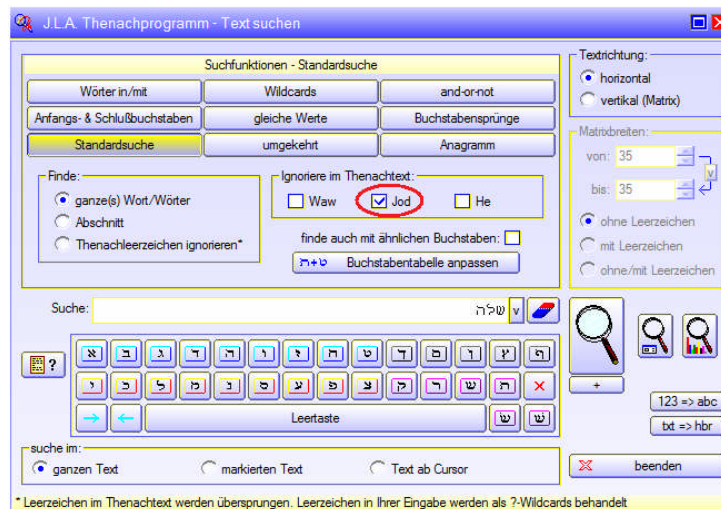 J.L.A. Thenachprogramm - Text suchen
Suchfunktionen - Standardsuche
Wörter in/mit
Wildcards
and-or-not
Anfangs- & Schlußbuchstaben
gleiche Werte
Buchstabensprünge
Standardsuche
umgekehrt
Anagramm
Finde:
ganze(s) Wort/Wörter
Abschnitt
Thenachleerzeichen ignorieren*
Ignoriere im Thenachtext:
Waw
Jod
He
finde auch mit ähnlichen Buchstaben:
ת+ט Buchstabentabelle anpassen
Textrichtung:
horizontal
vertikal (Matrix)
Matrixbreiten:
von: 35
bis: 35
v
ohne Leerzeichen
mit Leerzeichen
ohne/mit Leerzeichen
Suche:
שלה
v
?
א ב ג ד ה ו ז ח ט ך ם ן ץ ף
י כ ל מ נ ס ע פ צ ק ר ש ת
Leertaste
שׂ שׁ
+
123 => abc
txt => hbr
suche im:
ganzen Text
markierten Text
Text ab Cursor
beenden
* Leerzeichen im Thenachtext werden übersprungen. Leerzeichen in Ihrer Eingabe werden als ?-Wildcards behandelt